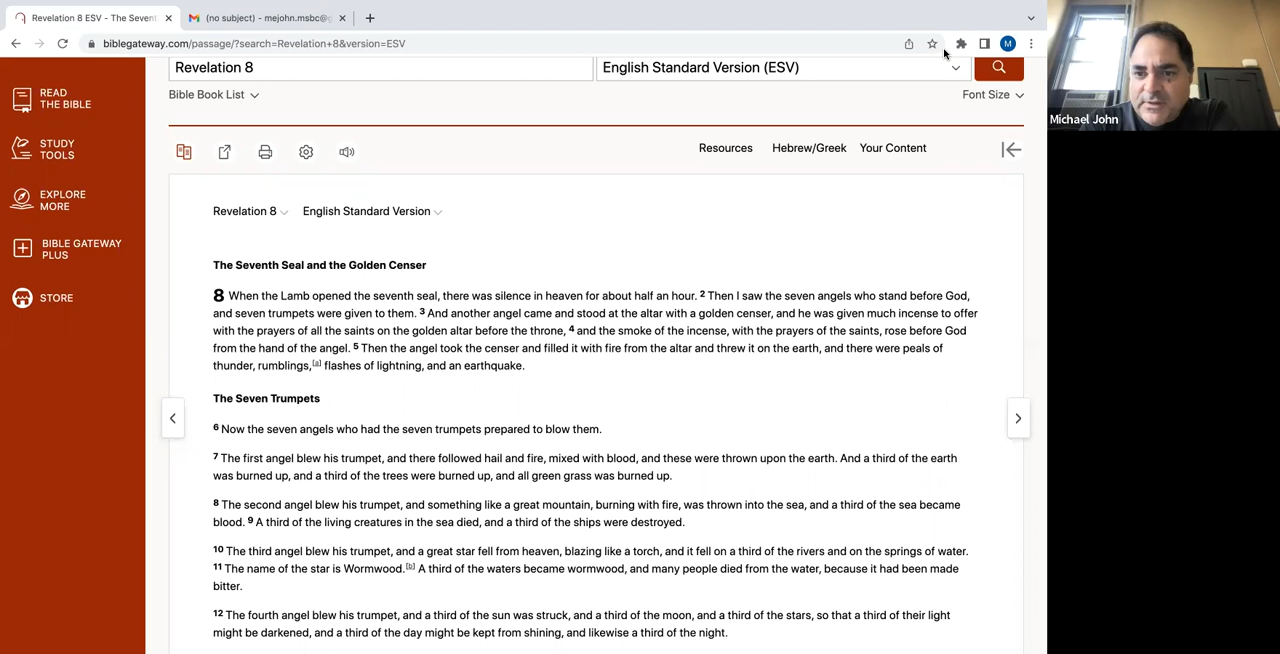 Revelation 8 ESV - The Sevent
(no subject) - mejohn.msbc@g
biblegateway.com/passage/?search=Revelation+8&version=ESV
M
Revelation 8
English Standard Version (ESV)
Bible Book List
Font Size
READ
THE BIBLE
STUDY
TOOLS
EXPLORE
MORE
BIBLE GATEWAY
PLUS
STORE
Resources Hebrew/Greek Your Content
Revelation 8 English Standard Version
The Seventh Seal and the Golden Censer
8 When the Lamb opened the seventh seal, there was silence in heaven for about half an hour. 2 Then I saw the seven angels who stand before God,
and seven trumpets were given to them. 3 And another angel came and stood at the altar with a golden censer, and he was given much incense to offer
with the prayers of all the saints on the golden altar before the throne, 4 and the smoke of the incense, with the prayers of the saints, rose before God
from the hand of the angel. 5 Then the angel took the censer and filled it with fire from the altar and threw it on the earth, and there were peals of
thunder, rumblings,[a] flashes of lightning, and an earthquake.
The Seven Trumpets
6 Now the seven angels who had the seven trumpets prepared to blow them.
7 The first angel blew his trumpet, and there followed hail and fire, mixed with blood, and these were thrown upon the earth. And a third of the earth
was burned up, and a third of the trees were burned up, and all green grass was burned up.
8 The second angel blew his trumpet, and something like a great mountain, burning with fire, was thrown into the sea, and a third of the sea became
blood. 9 A third of the living creatures in the sea died, and a third of the ships were destroyed.
10 The third angel blew his trumpet, and a great star fell from heaven, blazing like a torch, and it fell on a third of the rivers and on the springs of water.
11 The name of the star is Wormwood.[b] A third of the waters became wormwood, and many people died from the water, because it had been made
bitter.
12 The fourth angel blew his trumpet, and a third of the sun was struck, and a third of the moon, and a third of the stars, so that a third of their light
might be darkened, and a third of the day might be kept from shining, and likewise a third of the night.
Michael John